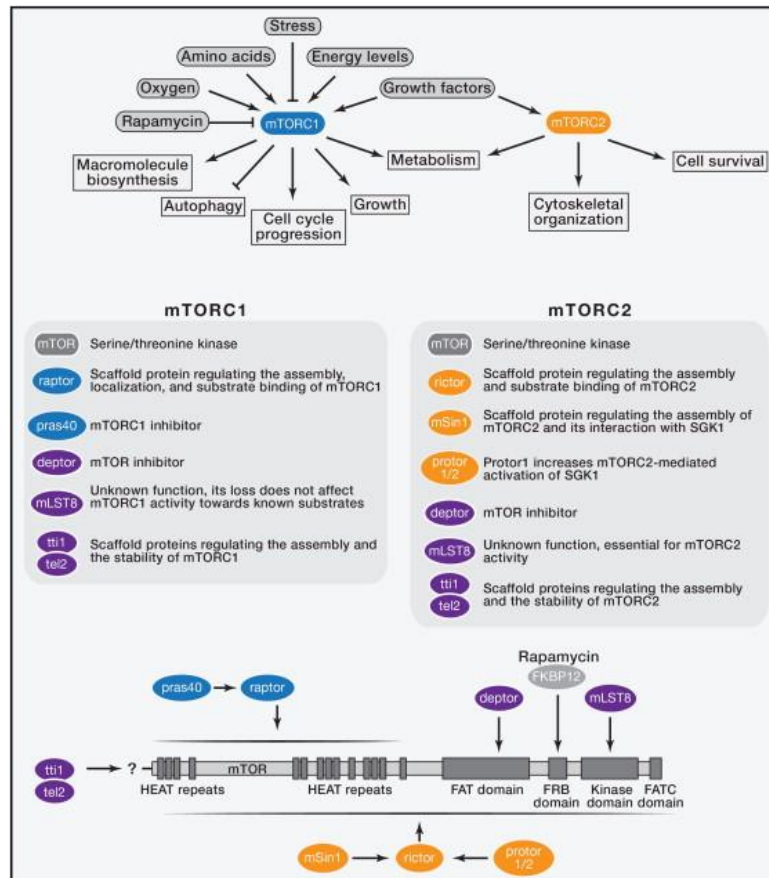 Stress
Amino acids
Energy levels
Oxygen
Growth factors
Rapamycin
mTORC1
mTORC2
Macromolecule
biosynthesis
Metabolism
Cell survival
Autophagy
Growth
Cell cycle
progression
Cytoskeletal
organization
mTORC1
mTOR
Serine/threonine kinase
raptor
Scaffold protein regulating the assembly,
localization, and substrate binding of mTORC1
pras40
mTORC1 inhibitor
deptor
mTOR inhibitor
mLST8
Unknown function, its loss does not affect
mTORC1 activity towards known substrates
tti1
tel2
Scaffold proteins regulating the assembly and
the stability of mTORC1
mTORC2
mTOR
Serine/threonine kinase
rictor
Scaffold protein regulating the assembly
and substrate binding of mTORC2
mSin1
Scaffold protein regulating the assembly of
mTORC2 and its interaction with SGK1
protor
1/2
Protor1 increases mTORC2-mediated
activation of SGK1
deptor
mTOR inhibitor
mLST8
Unknown function, essential for mTORC2
activity
tti1
tel2
Scaffold proteins regulating the assembly
and the stability of mTORC2
Rapamycin
FKBP12
pras40
raptor
deptor
mLST8
tti1
tel2
?
mTOR
HEAT repeats
HEAT repeats
FAT domain
FRB
domain
Kinase
domain
FATC
domain
mSin1
rictor
protor
1/2